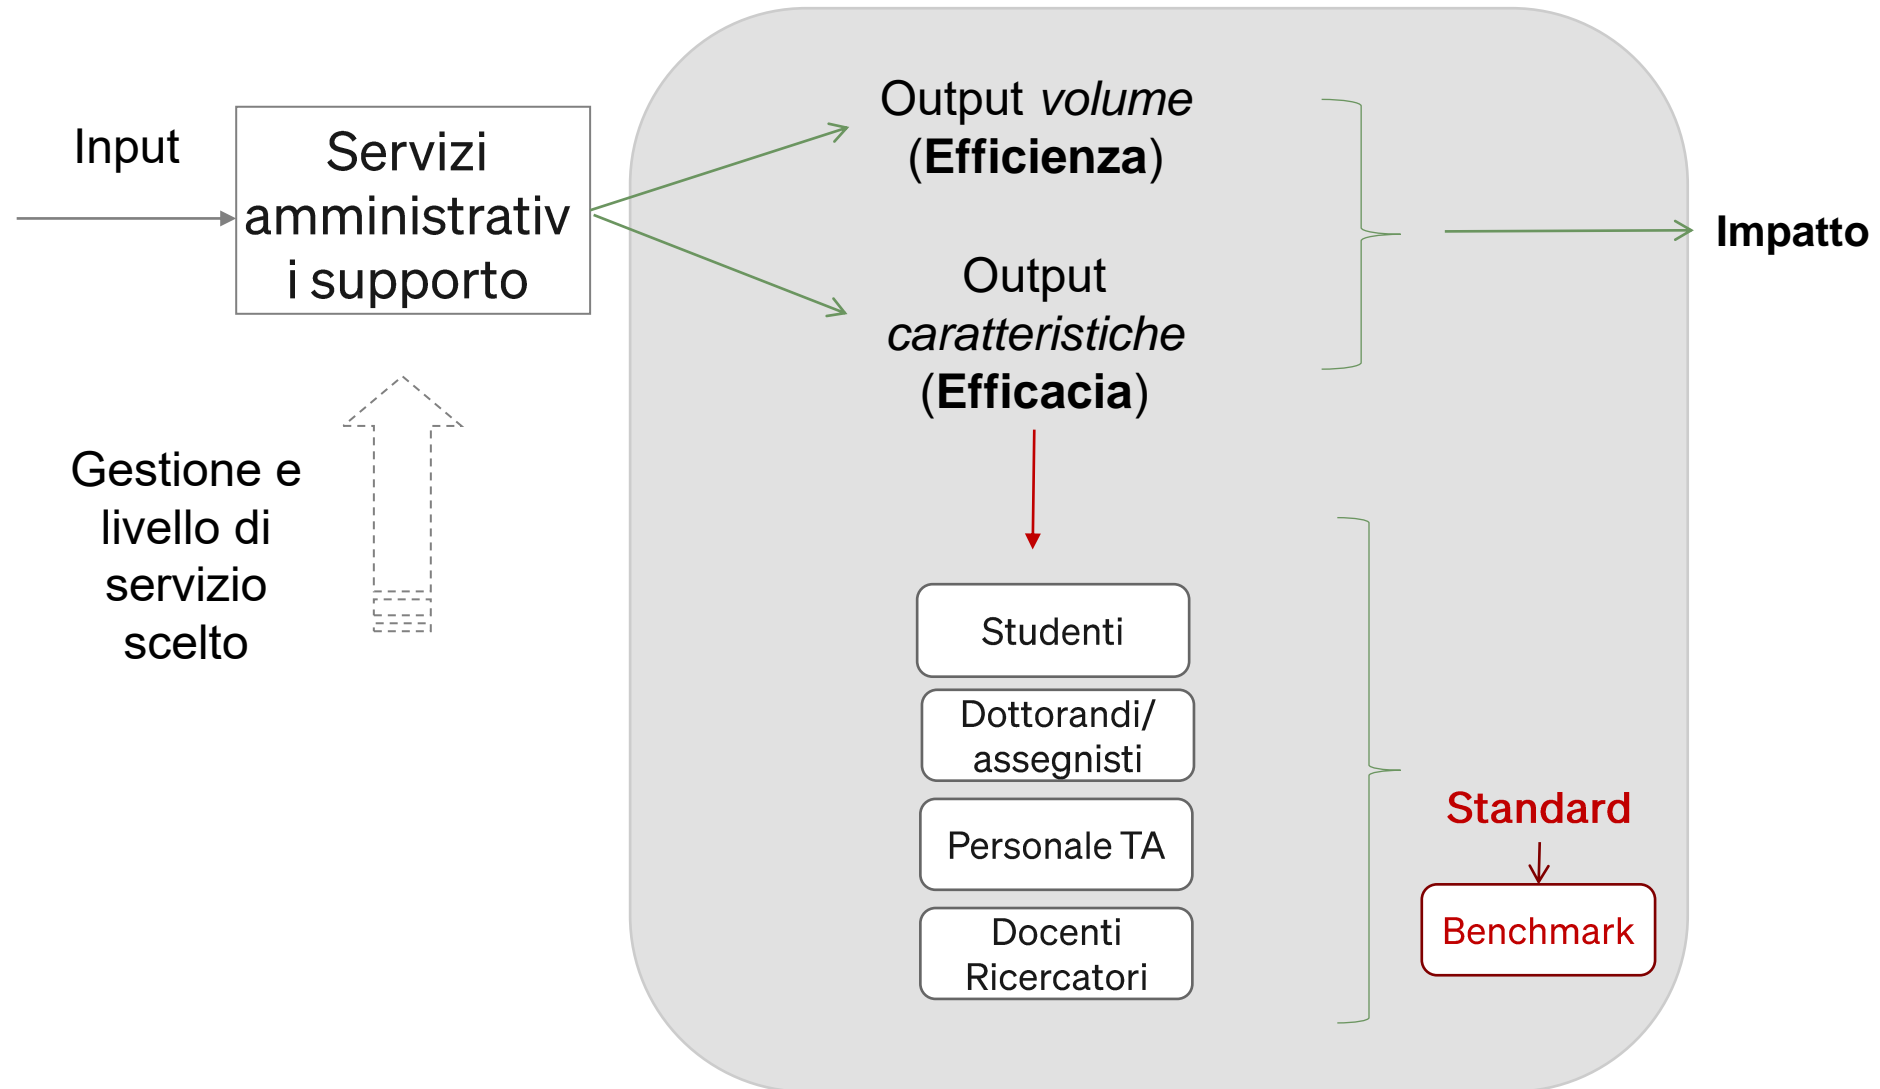 Input
Servizi
amministrativ
i supporto
Gestione e
livello di
servizio
scelto
Output volume
(Efficienza)
Output
caratteristiche
(Efficacia)
Impatto
Studenti
Dottorandi/
assegnisti
Personale TA
Docenti
Ricercatori
Standard
Benchmark